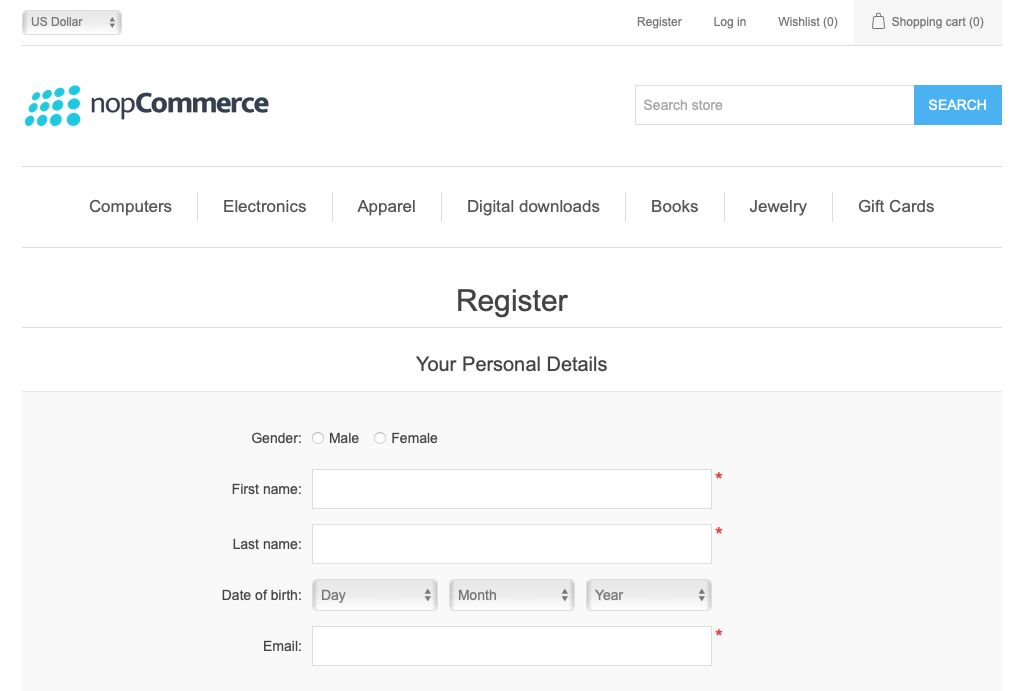 US Dollar Register Log in Wishlist (0) Shopping cart (0)
nopCommerce Search store SEARCH
Computers Electronics Apparel Digital downloads Books Jewelry Gift Cards
Register
Your Personal Details
Gender: Male Female
First name: *
Last name: *
Date of birth: Day Month Year
Email: *